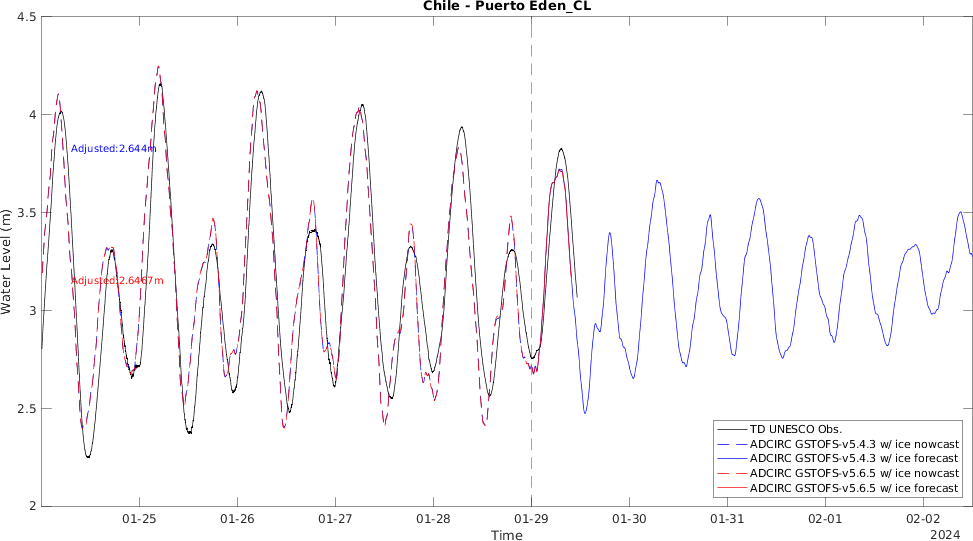 Chile - Puerto Eden_CL
4.5
4
3.5
3
2.5
2
Water Level (m)
Adjusted:2.644m
Adjusted:2.6467m
TD UNESCO Obs.
ADCIRC GSTOFS-v5.4.3 w/ ice nowcast
ADCIRC GSTOFS-v5.4.3 w/ ice forecast
ADCIRC GSTOFS-v5.6.5 w/ ice nowcast
ADCIRC GSTOFS-v5.6.5 w/ ice forecast
01-25 01-26 01-27 01-28 01-29 01-30 01-31 02-01 02-02
Time
2024